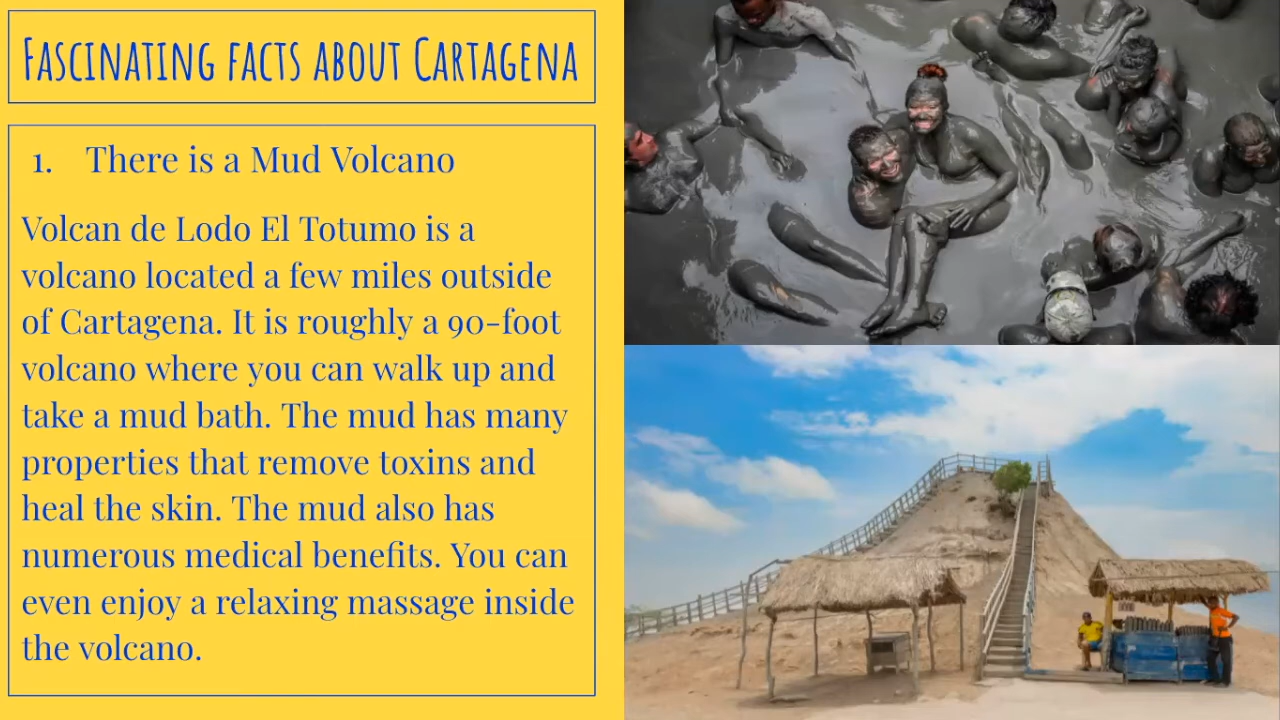 Fascinating facts about Cartagena
1. There is a Mud Volcano
Volcan de Lodo El Totumo is a
volcano located a few miles outside
of Cartagena. It is roughly a 90-foot
volcano where you can walk up and
take a mud bath. The mud has many
properties that remove toxins and
heal the skin. The mud also has
numerous medical benefits. You can
even enjoy a relaxing massage inside
the volcano.